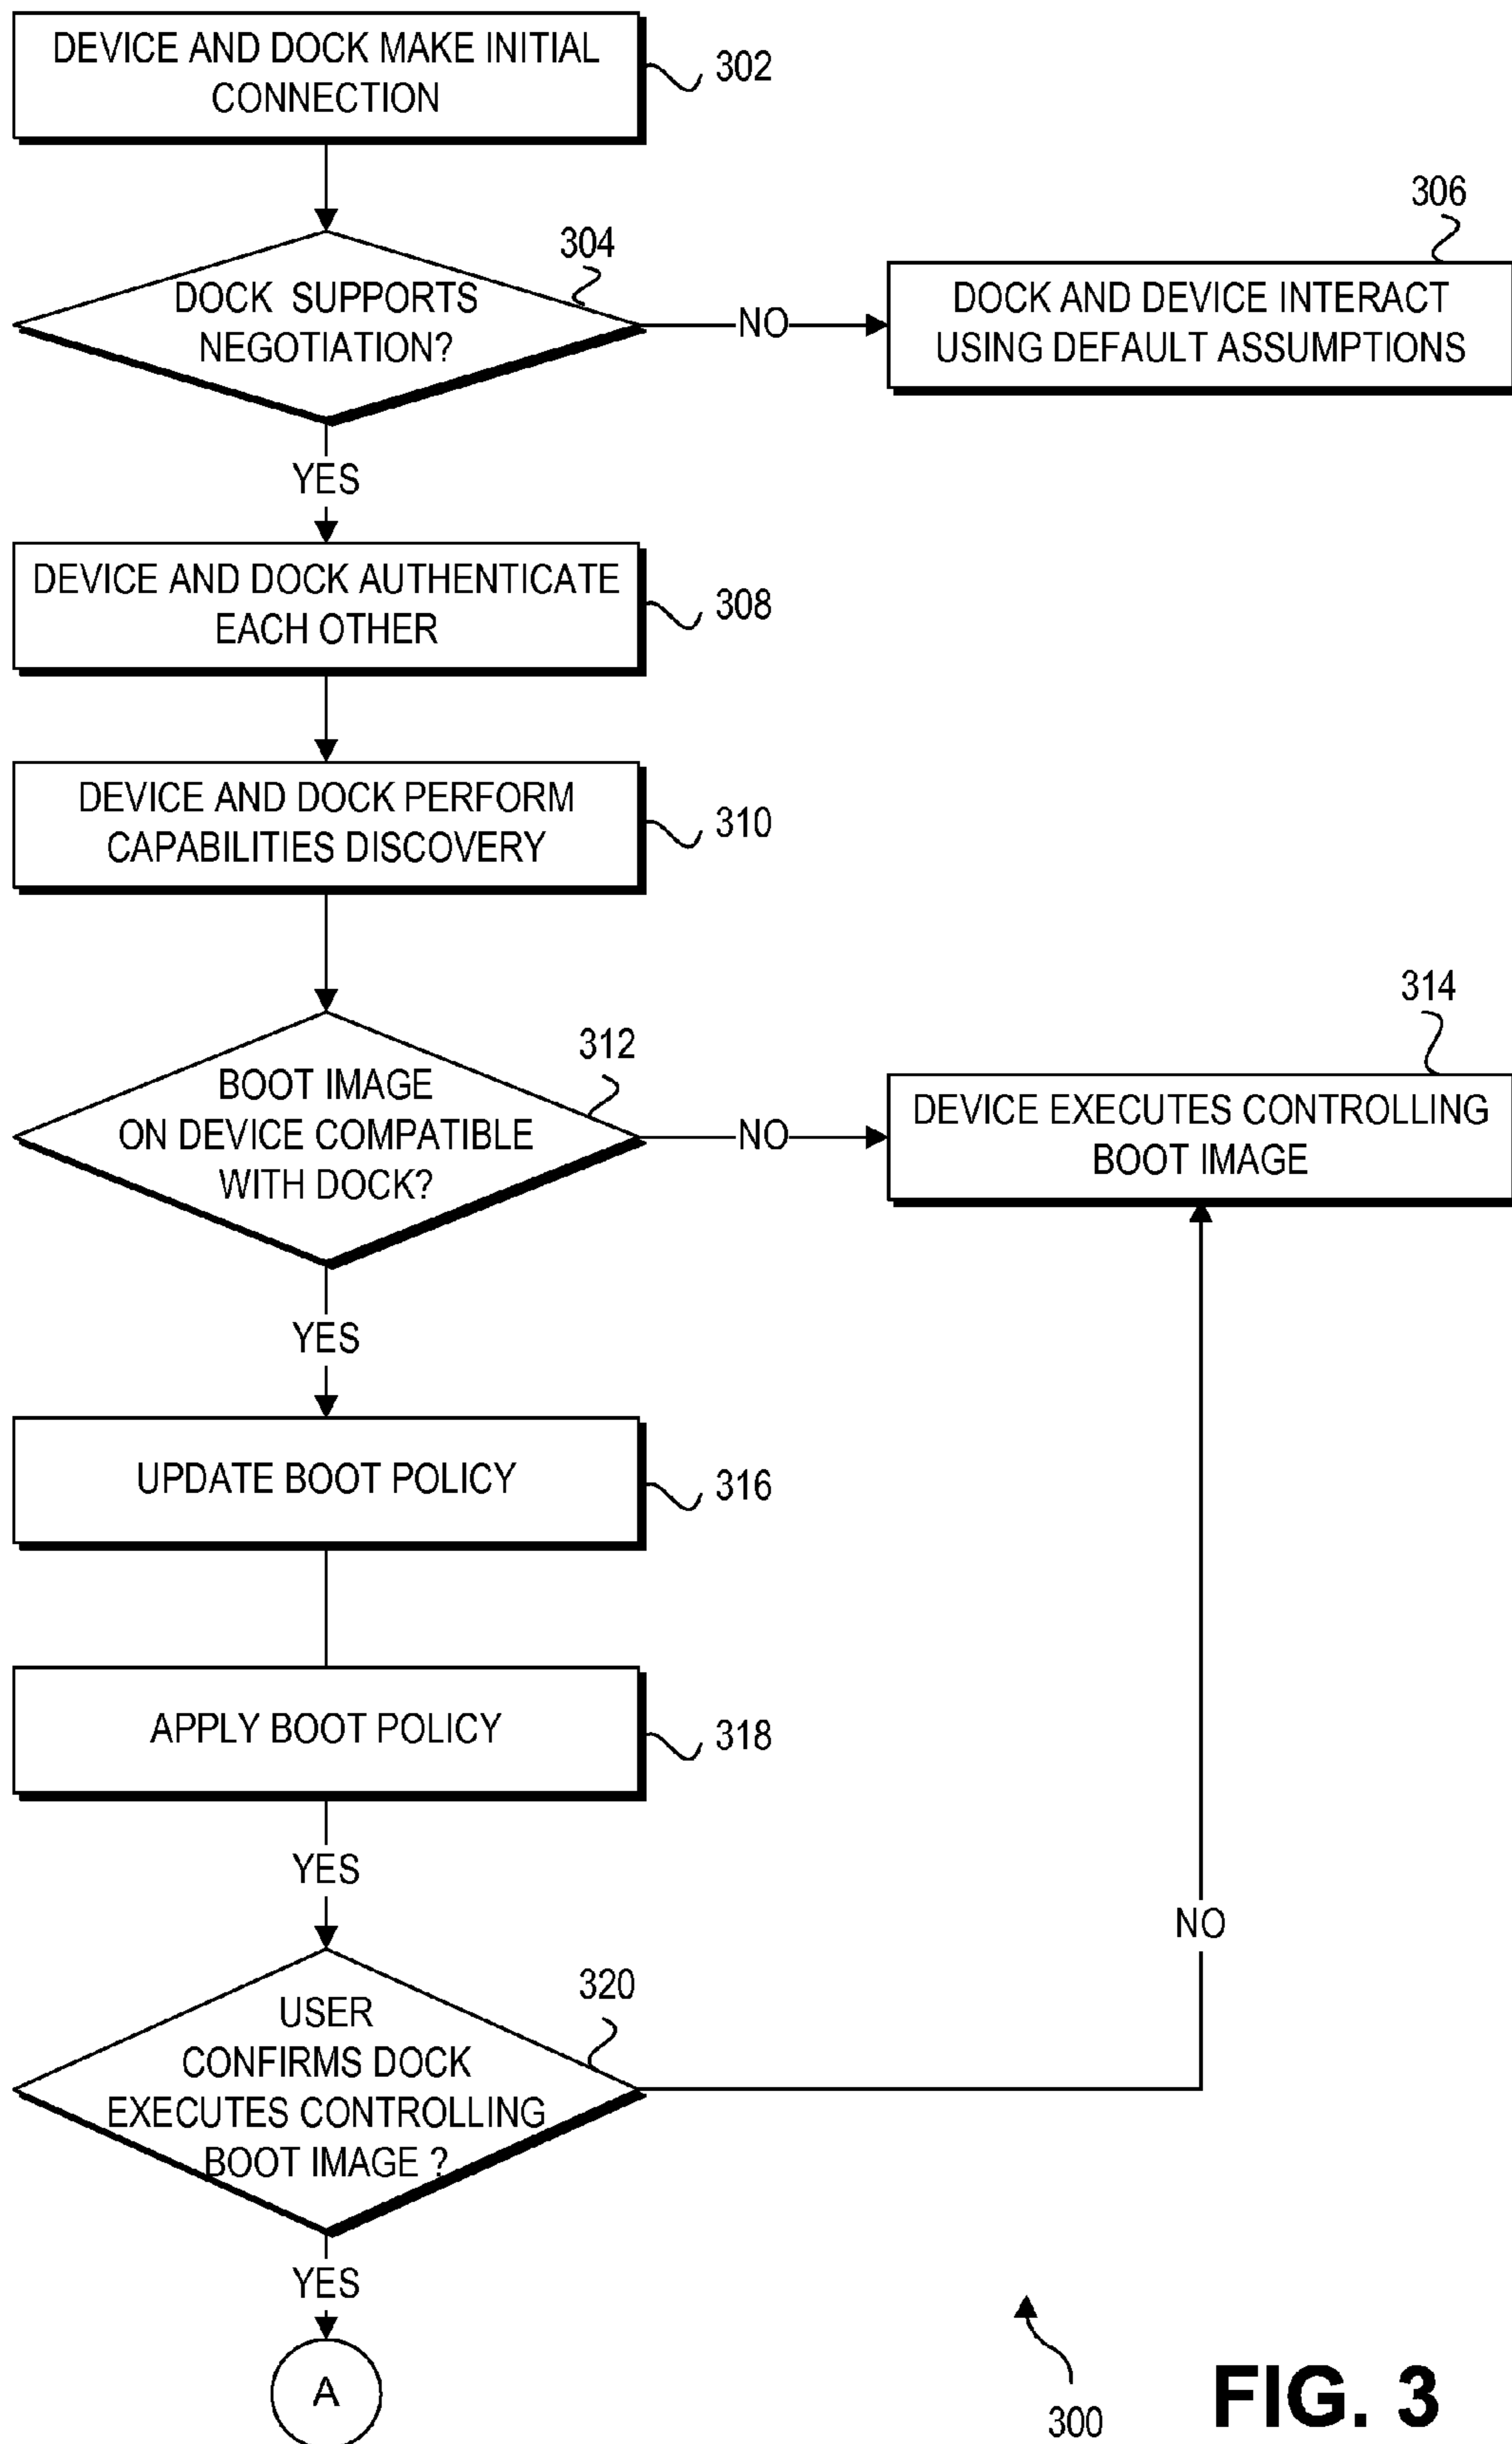 DEVICE AND DOCK MAKE INITIAL
CONNECTION
302
304
DOCK SUPPORTS
NEGOTIATION?
NO
306
DOCK AND DEVICE INTERACT
USING DEFAULT ASSUMPTIONS
YES
DEVICE AND DOCK AUTHENTICATE
EACH OTHER
308
DEVICE AND DOCK PERFORM
CAPABILITIES DISCOVERY
310
312
BOOT IMAGE
ON DEVICE COMPATIBLE
WITH DOCK?
NO
314
DEVICE EXECUTES CONTROLLING
BOOT IMAGE
YES
UPDATE BOOT POLICY
316
APPLY BOOT POLICY
318
YES
320
USER
CONFIRMS DOCK
EXECUTES CONTROLLING
BOOT IMAGE ?
NO
YES
A
300
FIG. 3